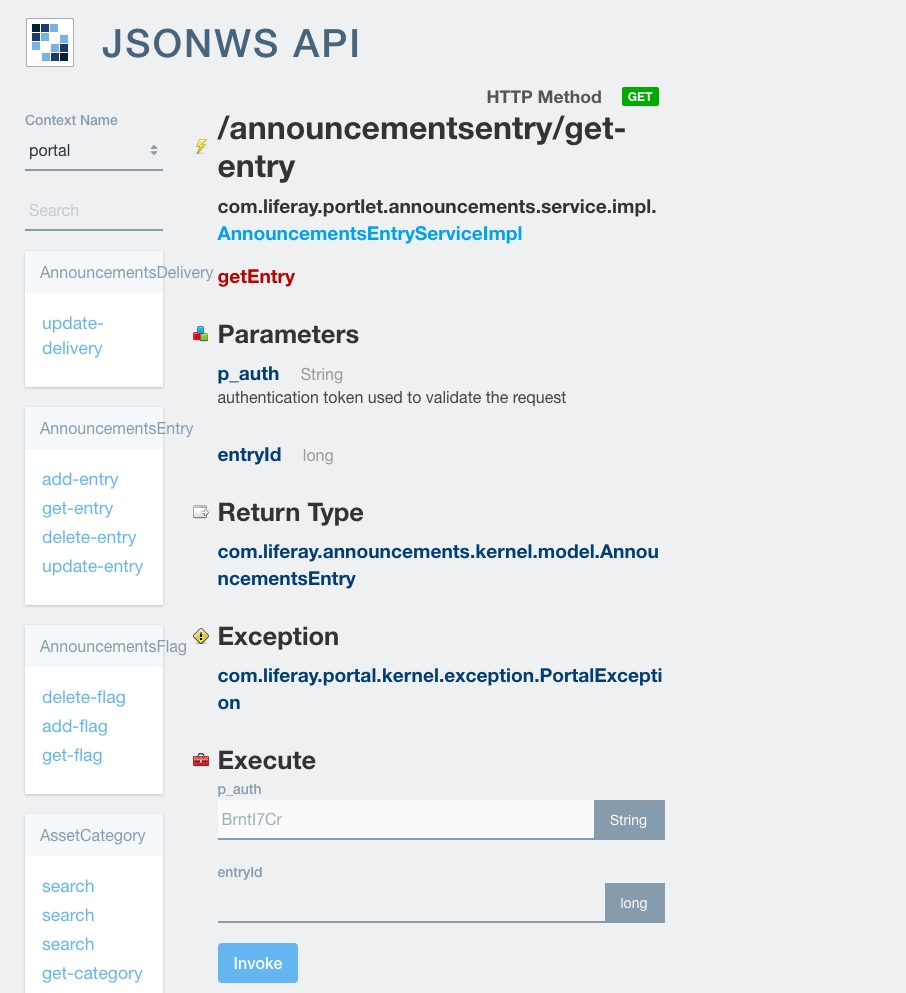 JSONWS API
Context Name
portal
Search
AnnouncementsDelivery
update-
delivery
AnnouncementsEntry
add-entry
get-entry
delete-entry
update-entry
AnnouncementsFlag
delete-flag
add-flag
get-flag
AssetCategory
search
search
search
get-category
HTTP Method GET
/announcementsentry/get-
entry
com.liferay.portlet.announcements.service.impl.
AnnouncementsEntryServiceImpl
getEntry
Parameters
p_auth String
authentication token used to validate the request
entryId long
Return Type
com.liferay.announcements.kernel.model.Annou
ncementsEntry
Exception
com.liferay.portal.kernel.exception.PortalExcepti
on
Execute
p_auth
BrntI7Cr String
entryId
long
Invoke